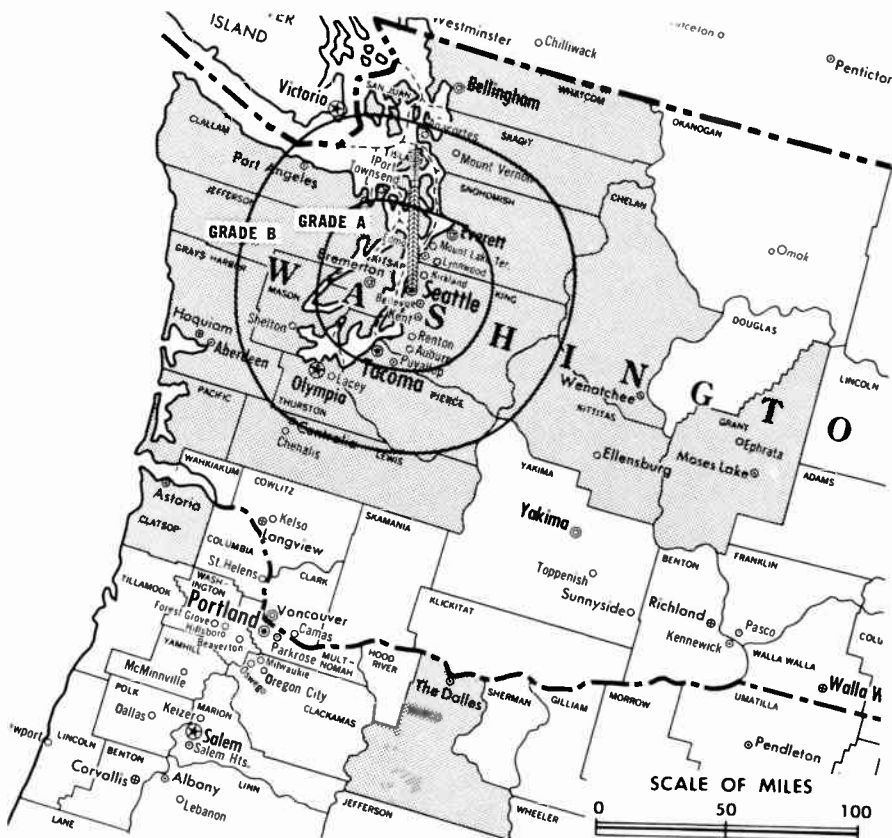 ISLAND
Westminster
Chilliwack
Penticton
Victoria
SAN JUAN
Bellingham
WHATCOM
OKANOGAN
CLALLAM
SKAGIT
Port Angeles
Port
Townsend
Mount Vernon
CHELAN
JEFFERSON
SNOHOMISH
GRADE B
GRADE A
Everett
Omok
GRAYS HARBOR
Mount Lake Ter.
Lynnwood
Bremerton
KITSAP
Kirkland
W A S H I N G T O
MASON
Seattle
KING
Bellevue
DOUGLAS
Hoquiam
Shelton
Kent
Renton
Aberdeen
Auburn
LINCOLN
Tacoma
Puyallup
Wenatchee
Olympia
Lacey
PIERCE
KITTITAS
GRANT
PACIFIC
THURSTON
Ephrata
Centralia
Moses Lake
Chehalis
LEWIS
Ellensburg
WAHKIAKUM
YAKIMA
ADAMS
COWLITZ
Astoria
SKAMANIA
Yakima
CLATSOP
Kelso
Longview
COLUMBIA
BENTON
FRANKLIN
St. Helens
CLARK
Toppenish
TILLAMOOK
WASH-
INGTON
KLICKITAT
Sunnyside
Richland
Pasco
Portland
Vancouver
Forest Grove
Camas
Kennewick
Hillsboro
Parkrose
MULT-
NOMAH
HOOD
RIVER
WALLA WALLA
YAMHILL
Beaverton
Milwaukie
Walla W
McMinnville
Oswego
Oregon City
The Dalles
SHERMAN
GILLIAM
MORROW
UMATILLA
POLK
MARION
CLACKAMAS
Dallas
Keizer
Salem
Salem Hts.
Pendleton
wport
LINCOLN
BENTON
SCALE OF MILES
Corvallis
Albany
LINN
Lebanon
0 50 100
LANE
JEFFERSON
WHEELER